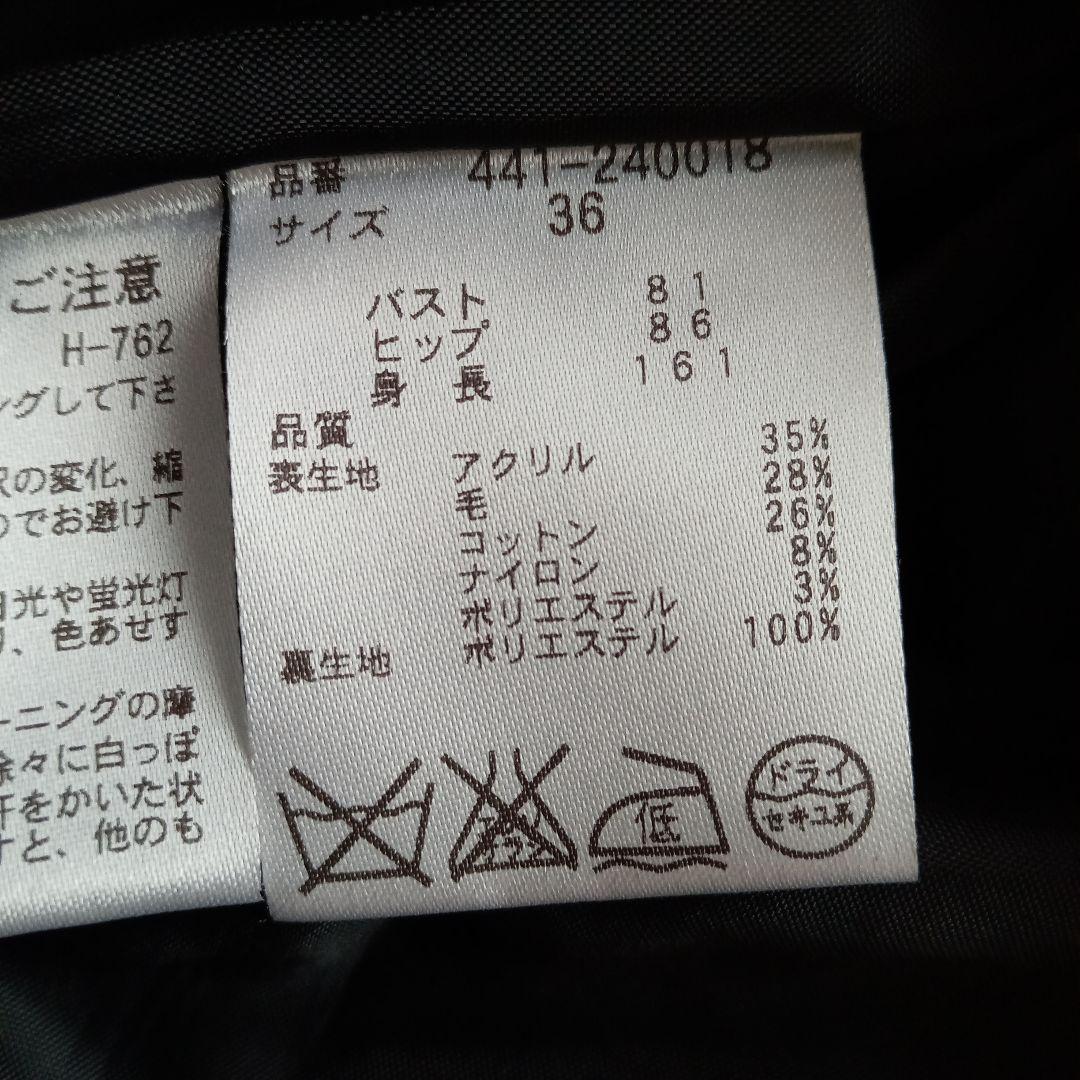 ご注意
H-762
ングして下さ
の変化、縮
のでお避け下
光や蛍光灯
、色あせす
ーニングの摩
徐々に白っぽ
汗をかいた状
すと、他のも
品番 441-240018
サイズ 36
バスト 81
ヒップ 86
身長 161
品質
表生地 アクリル 35%
毛 28%
コットン 26%
ナイロン 8%
ポリエステル 3%
裏生地 ポリエステル 100%
エンソ
サラシ
低
ドライ
セキユ系